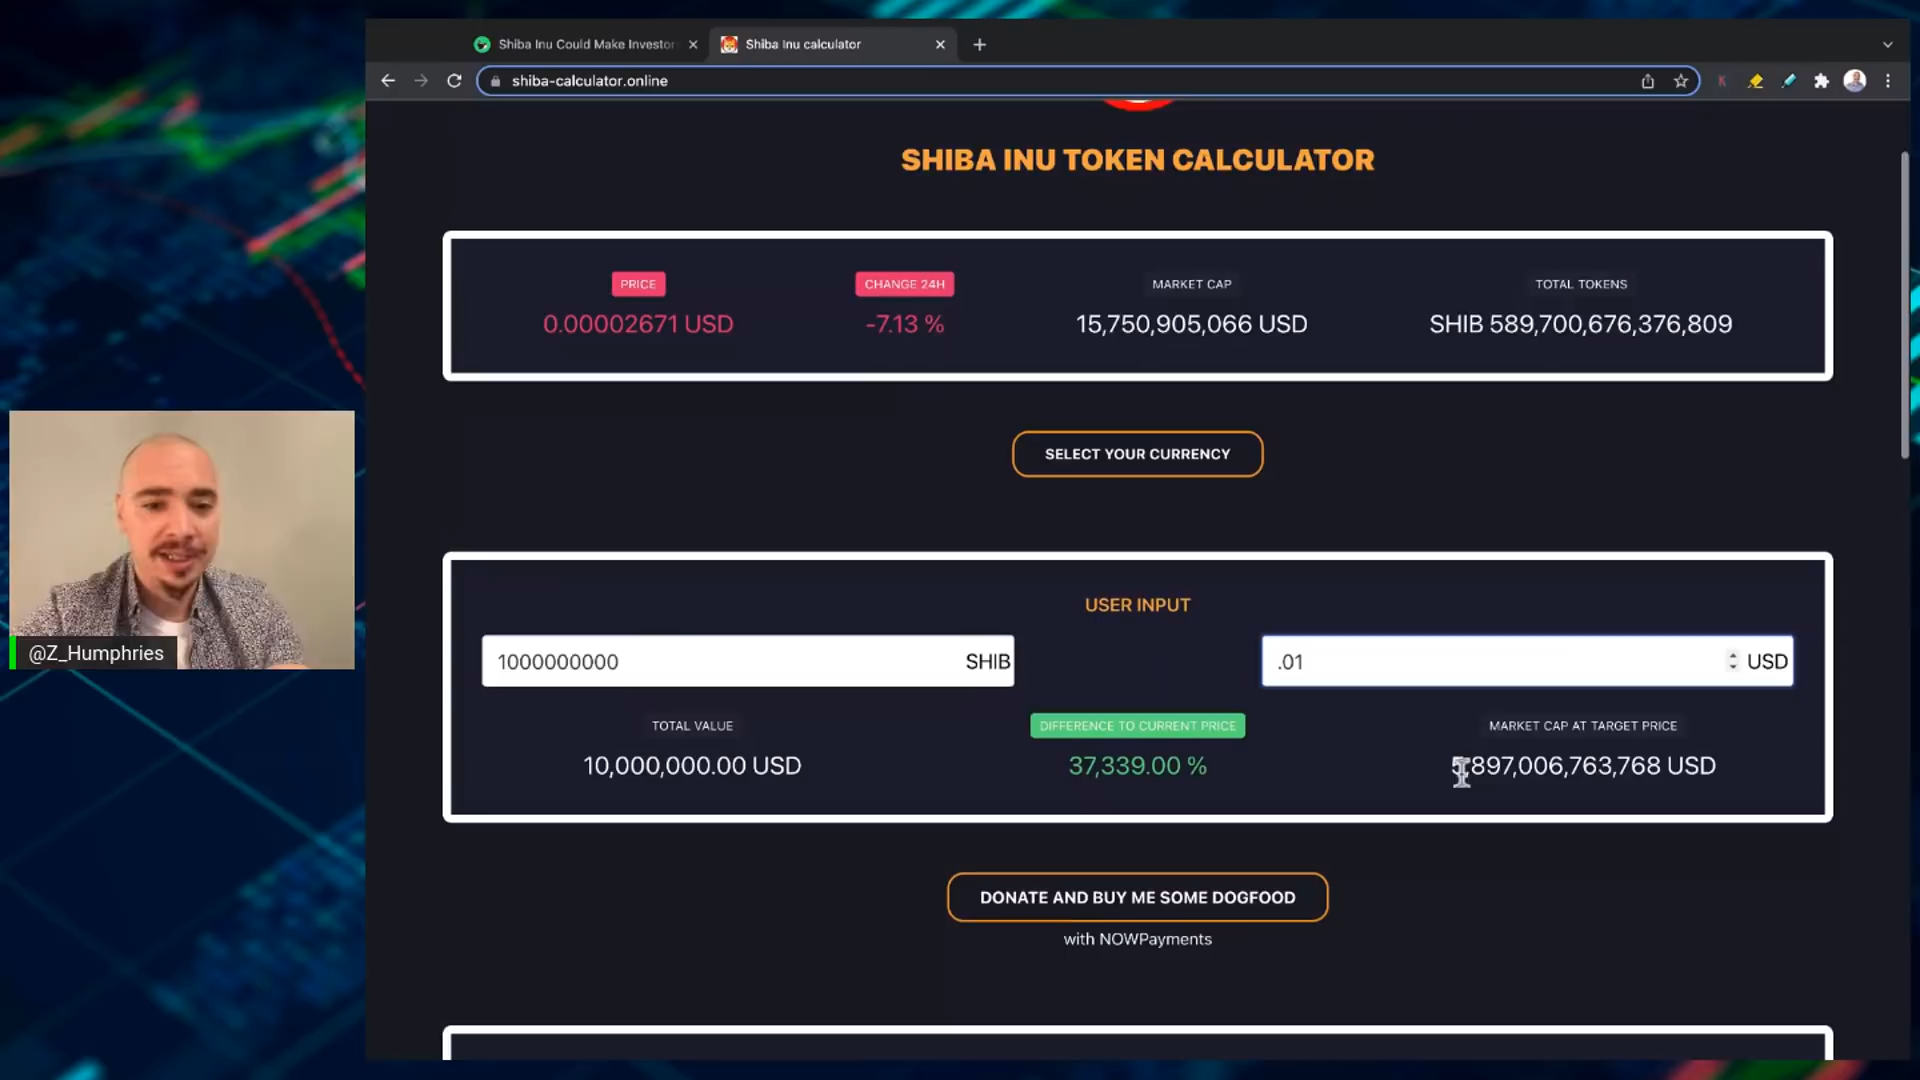 Shiba Inu Could Make Investor
Shiba Inu calculator
shiba-calculator.online
SHIBA INU TOKEN CALCULATOR
PRICE
CHANGE 24H
MARKET CAP
TOTAL TOKENS
0.00002671 USD
-7.13 %
15,750,905,066 USD
SHIB 589,700,676,376,809
SELECT YOUR CURRENCY
USER INPUT
1000000000 SHIB
.01 USD
TOTAL VALUE
DIFFERENCE TO CURRENT PRICE
MARKET CAP AT TARGET PRICE
10,000,000.00 USD
37,339.00 %
5,897,006,763,768 USD
DONATE AND BUY ME SOME DOGFOOD
with NOWPayments
@Z_Humphries